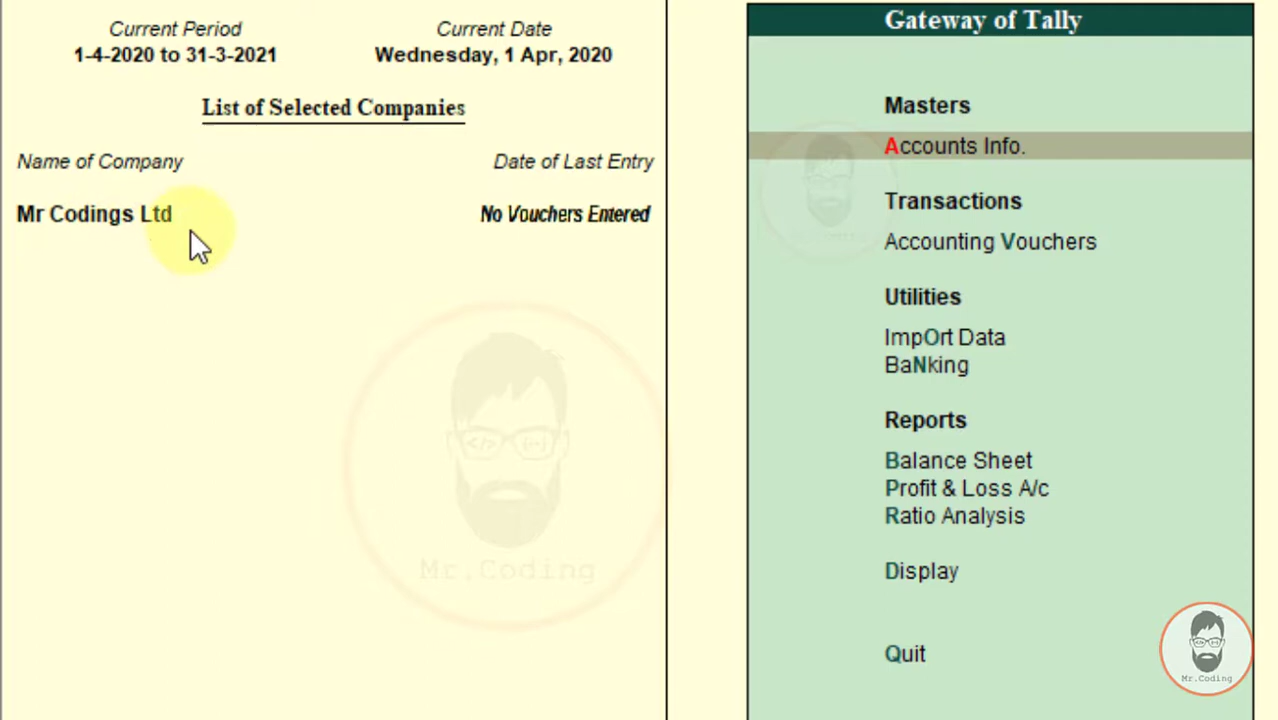 Current Period
Current Date
1-4-2020 to 31-3-2021
Wednesday, 1 Apr, 2020
List of Selected Companies
Name of Company
Date of Last Entry
Mr Codings Ltd
No Vouchers Entered
Mr.Coding
Gateway of Tally
Masters
Accounts Info.
Transactions
Accounting Vouchers
Utilities
ImpOrt Data
BaNking
Reports
Balance Sheet
Profit & Loss A/c
Ratio Analysis
Display
Quit
Mr.Coding